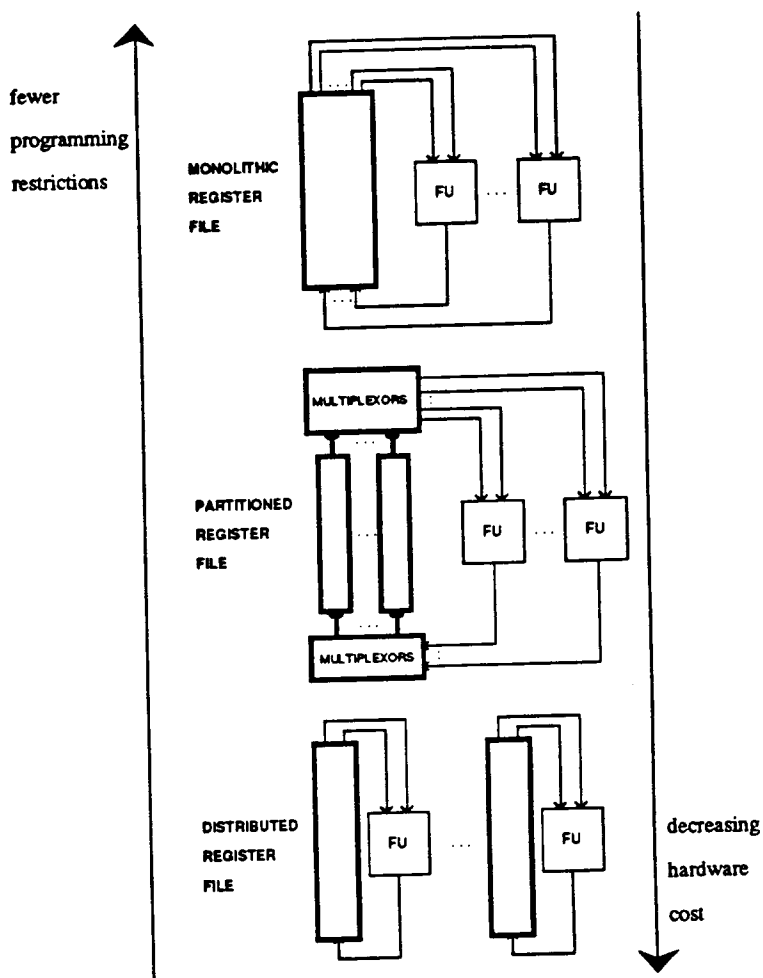 fewer
programming
restrictions
MONOLITHIC
REGISTER
FILE
FU
FU
MULTIPLEXORS
PARTITIONED
REGISTER
FILE
FU
FU
MULTIPLEXORS
DISTRIBUTED
REGISTER
FILE
FU
FU
decreasing
hardware
cost